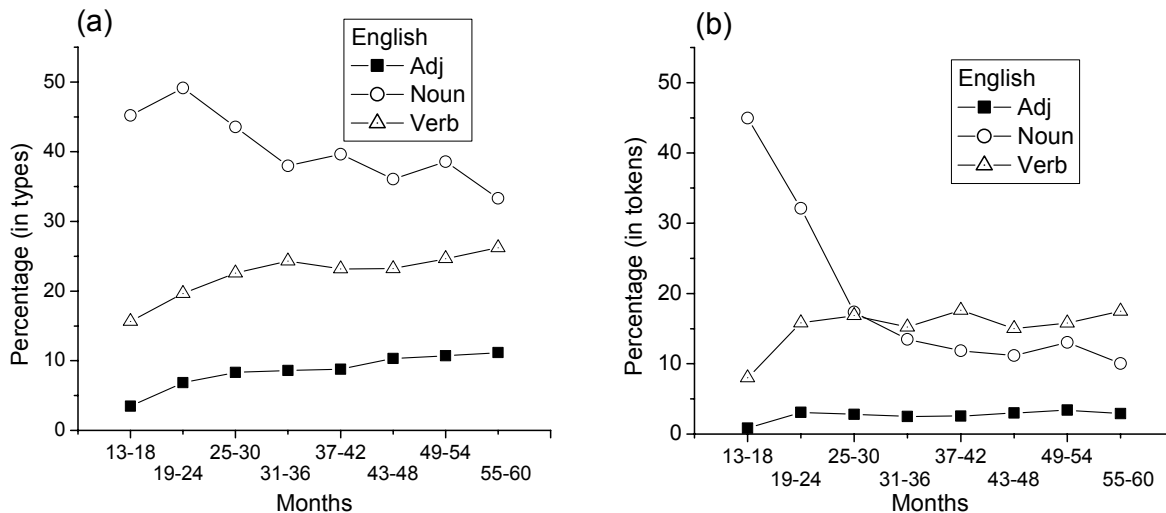 (a)
English
Adj
Noun
Verb
Percentage (in types)
50
40
30
20
10
0
13-18
19-24
25-30
31-36
37-42
43-48
49-54
55-60
Months
(b)
English
Adj
Noun
Verb
Percentage (in tokens)
50
40
30
20
10
0
13-18
19-24
25-30
31-36
37-42
43-48
49-54
55-60
Months